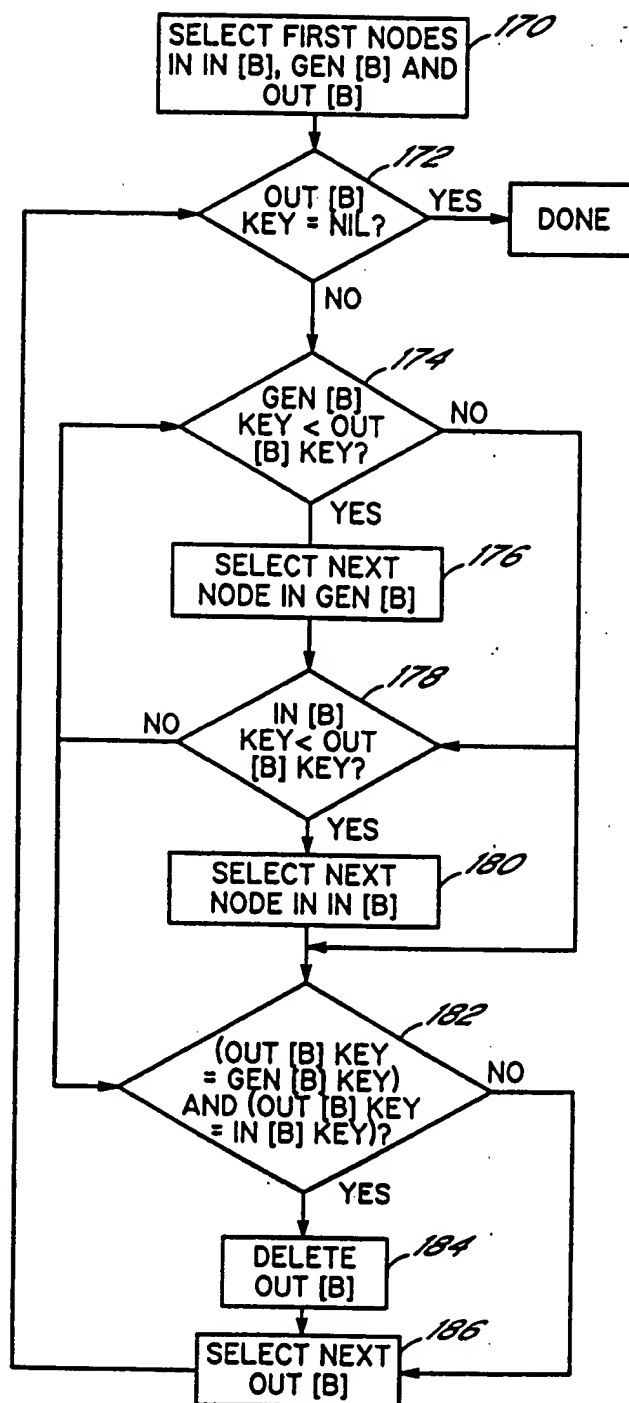 SELECT FIRST NODES
IN IN [B], GEN [B] AND
OUT [B]
170
172
OUT [B]
KEY = NIL?
YES
DONE
NO
174
GEN [B]
KEY < OUT
[B] KEY?
NO
YES
SELECT NEXT
NODE IN GEN [B]
176
178
NO
IN [B]
KEY< OUT
[B] KEY?
YES
SELECT NEXT
NODE IN IN [B]
180
182
(OUT [B] KEY
= GEN [B] KEY)
AND (OUT [B] KEY
= IN [B] KEY)?
NO
YES
DELETE
OUT [B]
184
SELECT NEXT
OUT [B]
186